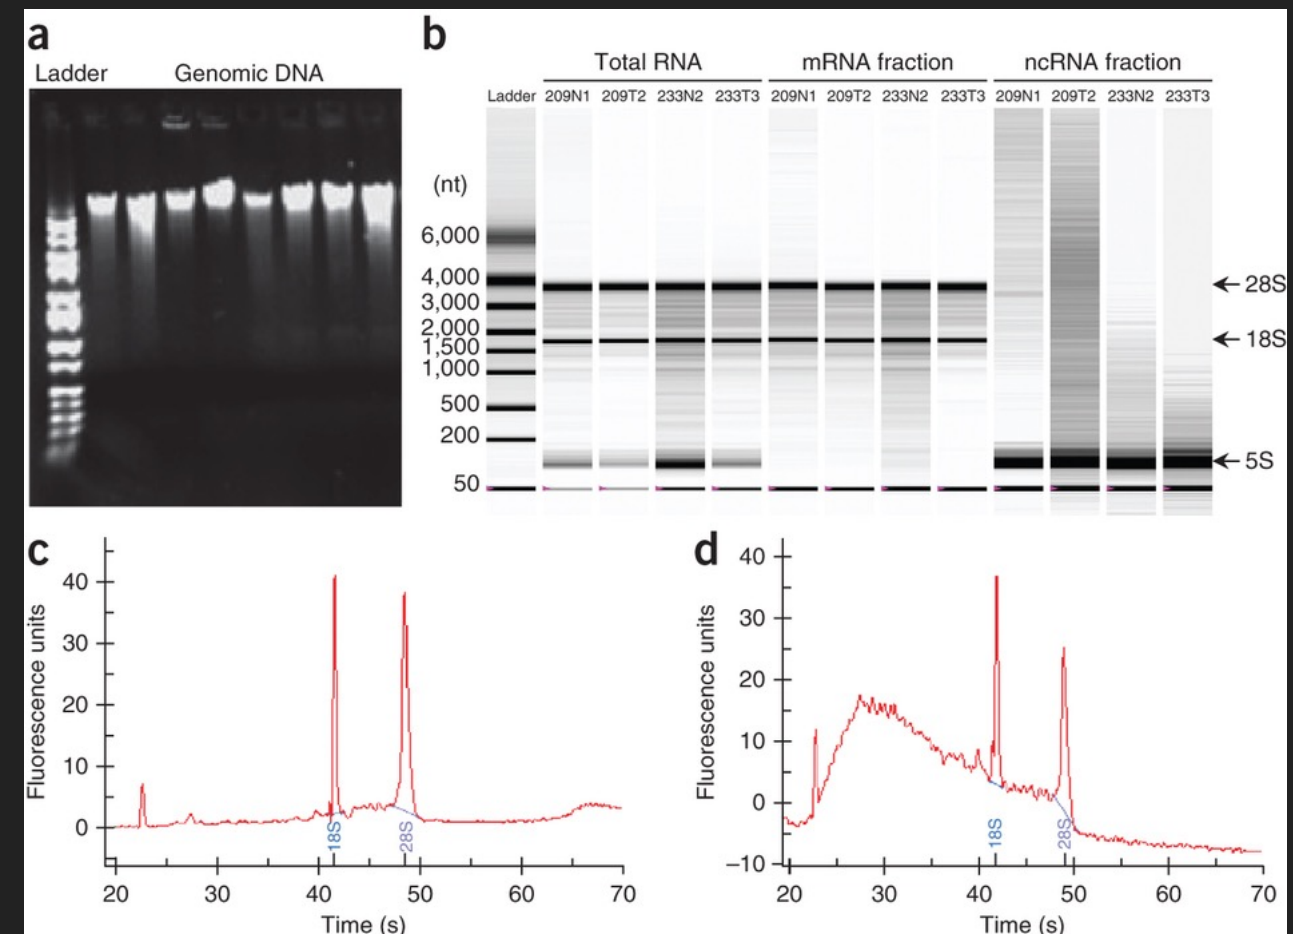 a
Ladder Genomic DNA
b
Total RNA mRNA fraction ncRNA fraction
Ladder 209N1 209T2 233N2 233T3 209N1 209T2 233N2 233T3 209N1 209T2 233N2 233T3
(nt)
6,000
4,000
3,000
2,000
1,500
1,000
500
200
50
28S
18S
5S
c
Fluorescence units
40
30
20
10
0
18S
28S
20 30 40 50 60 70
Time (s)
d
Fluorescence units
40
30
20
10
0
–10
18S
28S
20 30 40 50 60 70
Time (s)